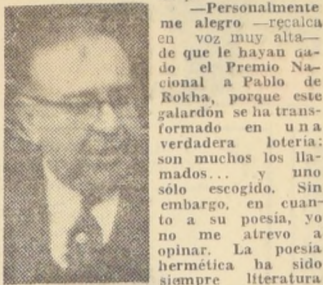 —Personalmente
me alegro —recalca
en voz muy alta—
de que le hayan da-
do el Premio Na-
cional a Pablo de
Rokha, porque este
galardón se ha trans-
formado en una
verdadera lotería:
son muchos los lla-
mados... y uno
sólo escogido. Sin
embargo, en cuan-
to a su poesía, yo
no me atrevo a
opinar. La poesía
hermética ha sido
siempre literatura